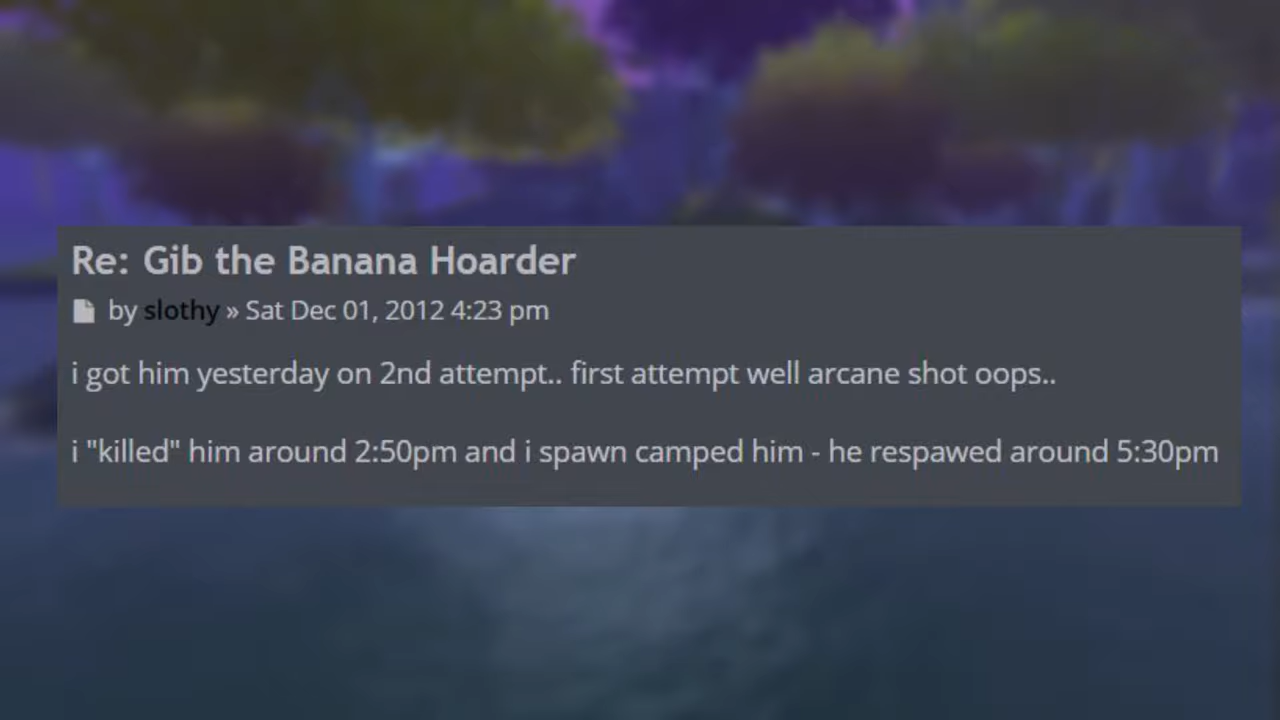 Re: Gib the Banana Hoarder
by slothy » Sat Dec 01, 2012 4:23 pm
i got him yesterday on 2nd attempt.. first attempt well arcane shot oops..
i "killed" him around 2:50pm and i spawn camped him - he respawed around 5:30pm